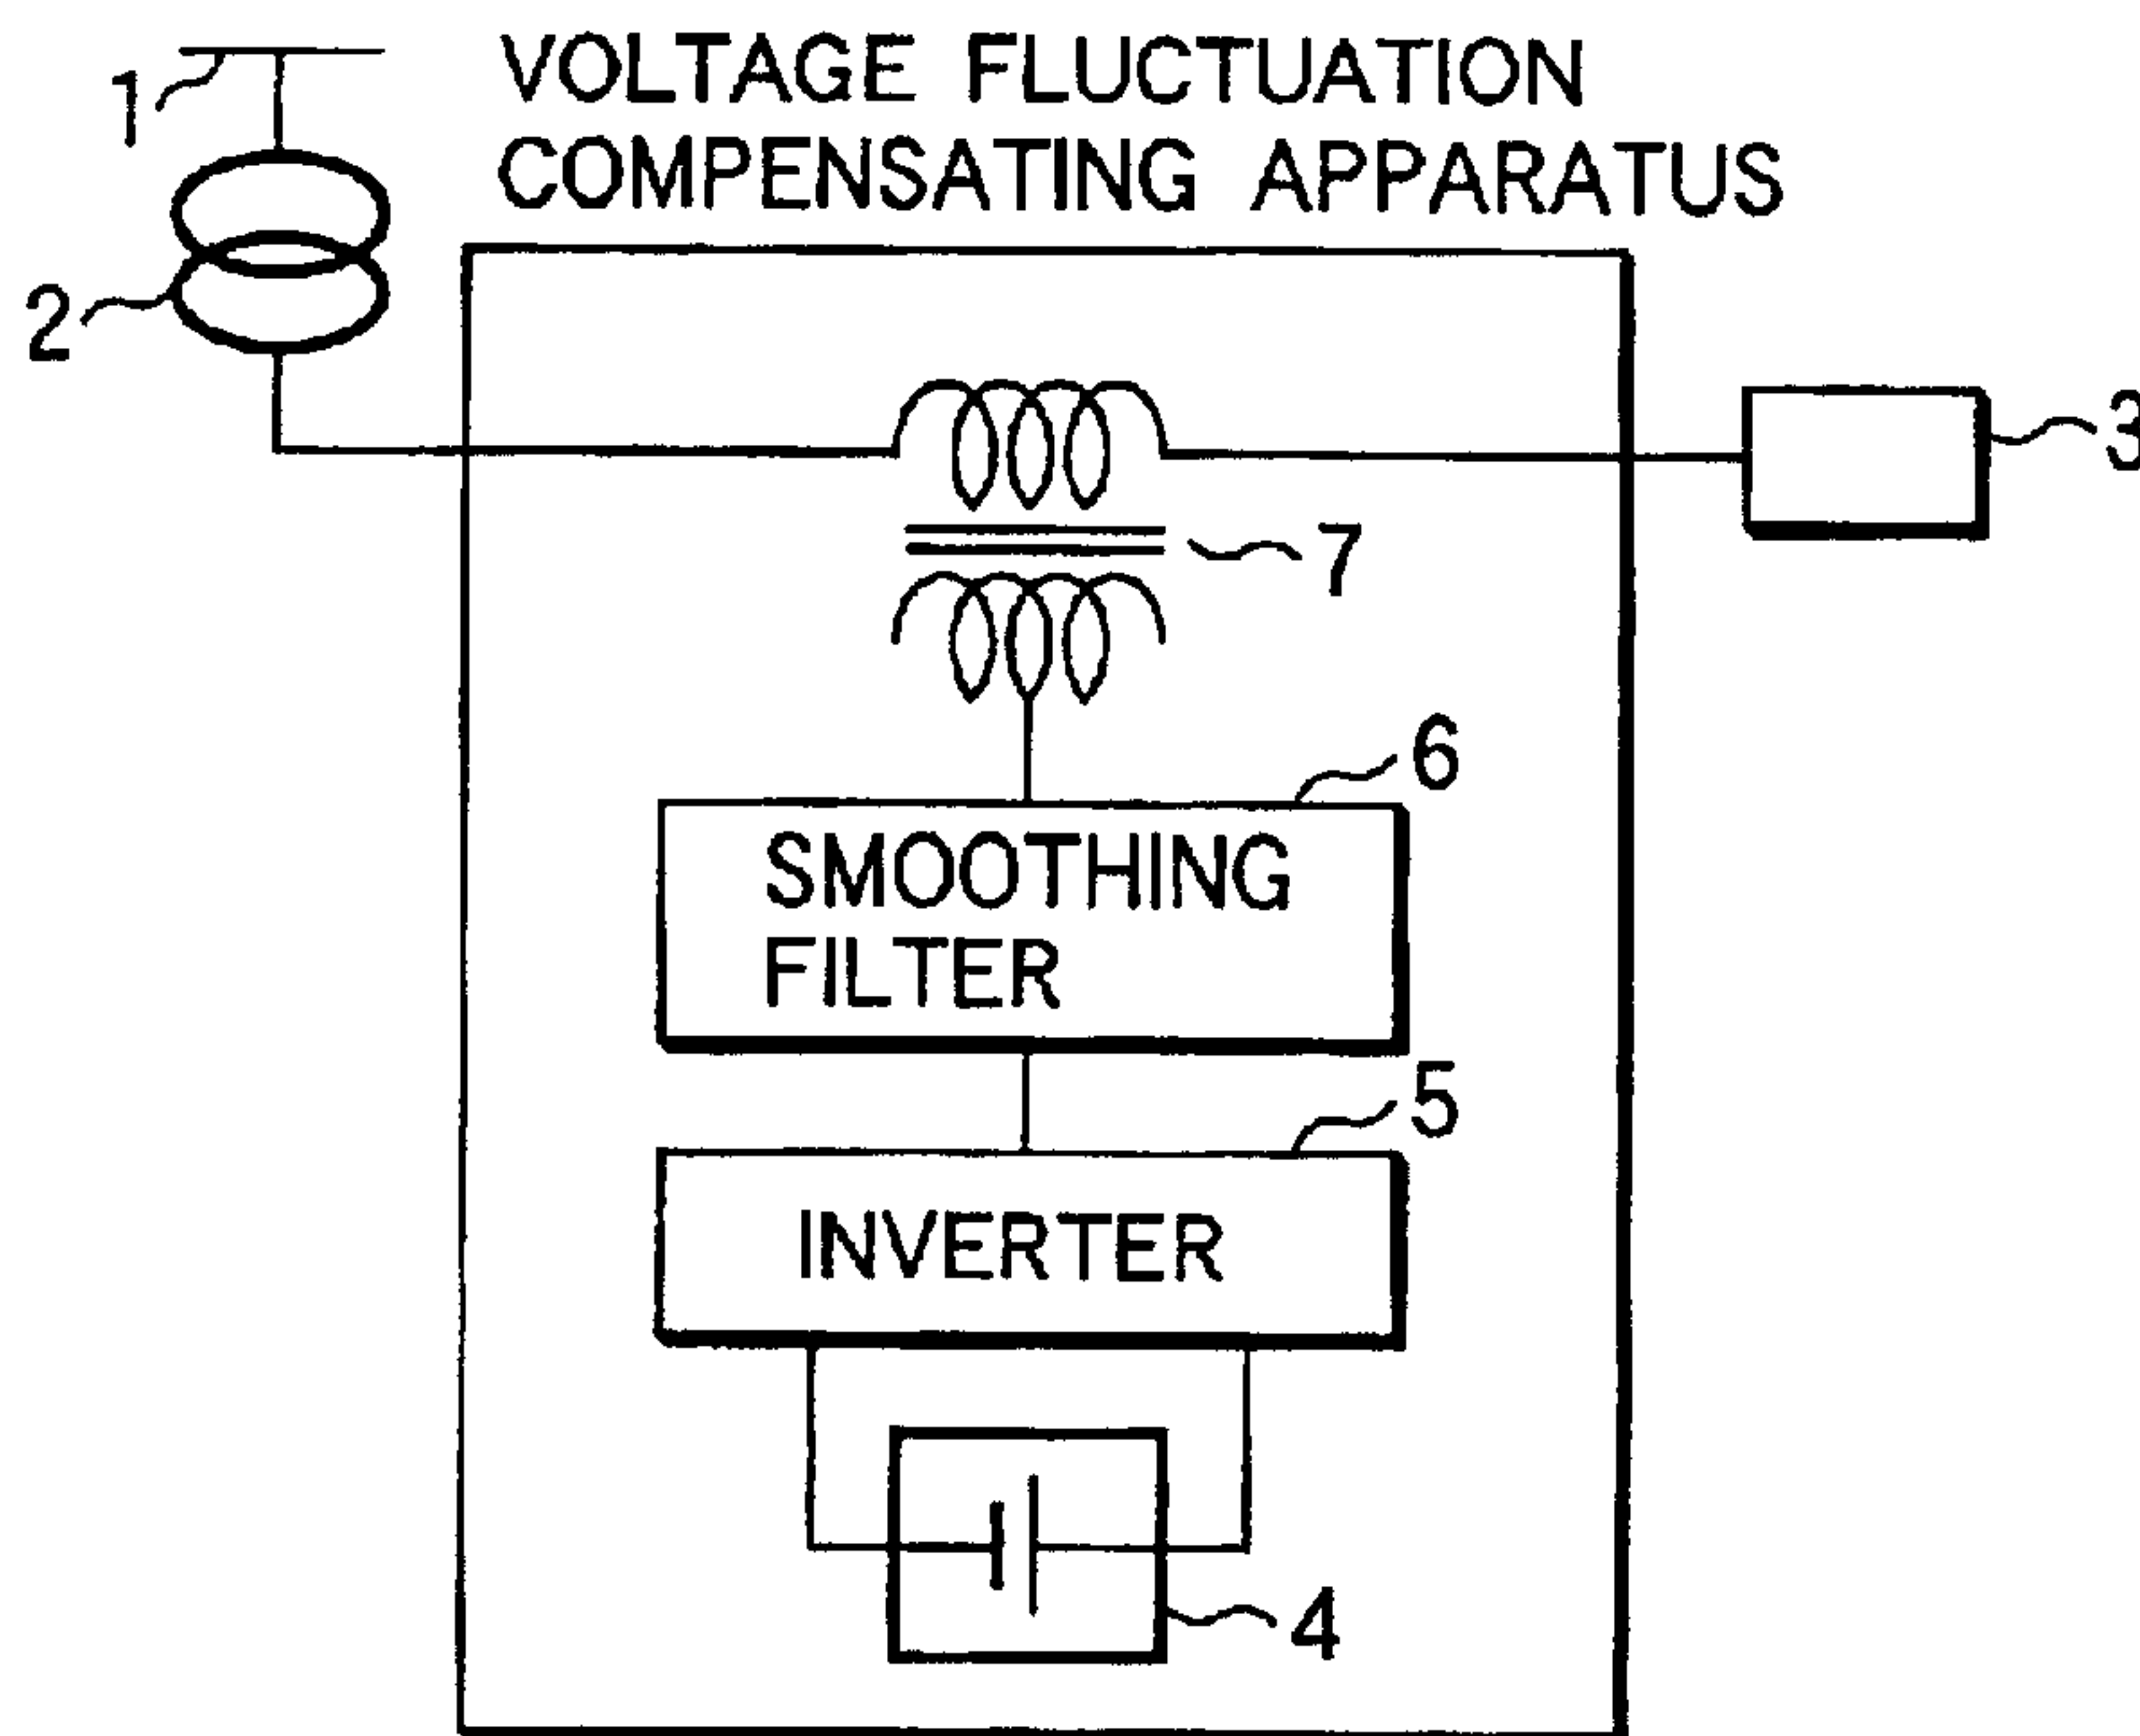 VOLTAGE FLUCTUATION
COMPENSATING APPARATUS
1
2
3
7
6
SMOOTHING
FILTER
5
INVERTER
4